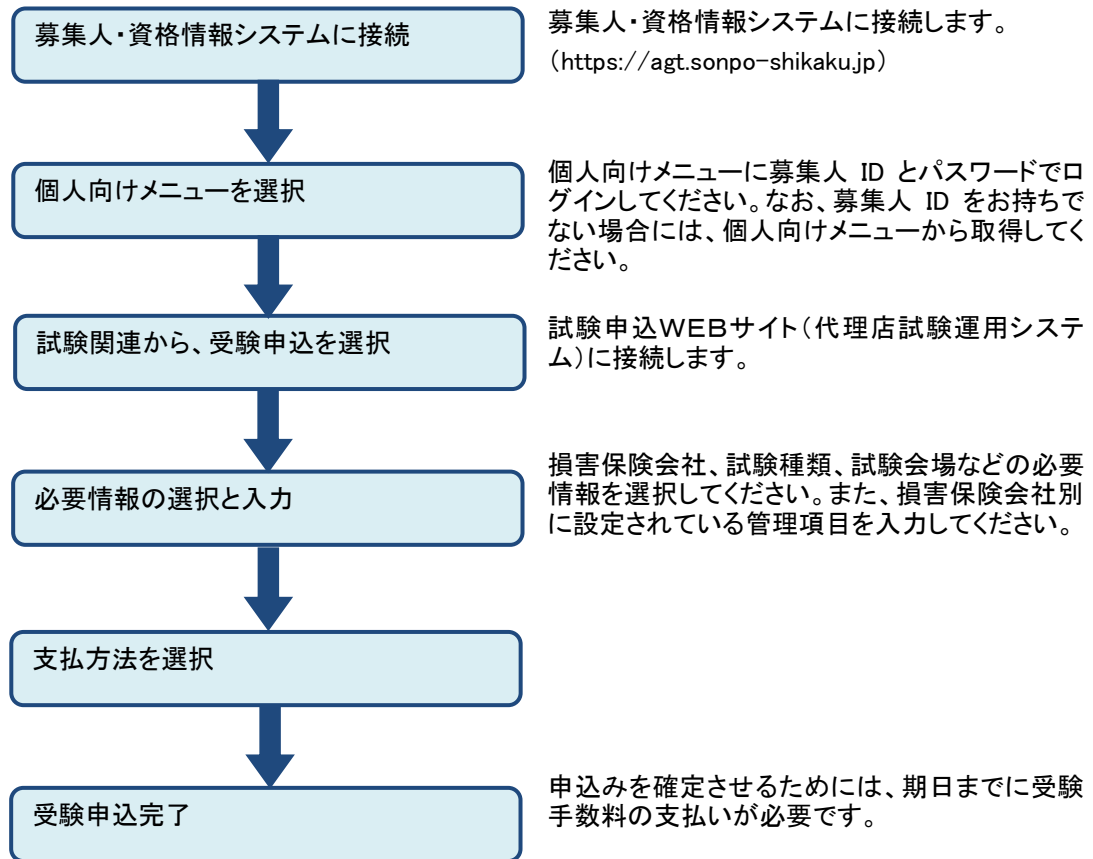 募集人・資格情報システムに接続
募集人・資格情報システムに接続します。
（https://agt.sonpo-shikaku.jp）
個人向けメニューを選択
個人向けメニューに募集人 ID とパスワードでロ
グインしてください。なお、募集人 ID をお持ちで
ない場合には、個人向けメニューから取得してく
ださい。
試験関連から、受験申込を選択
試験申込ＷＥＢサイト（代理店試験運用システ
ム）に接続します。
必要情報の選択と入力
損害保険会社、試験種類、試験会場などの必要
情報を選択してください。また、損害保険会社別
に設定されている管理項目を入力してください。
支払方法を選択
受験申込完了
申込みを確定させるためには、期日までに受験
手数料の支払いが必要です。